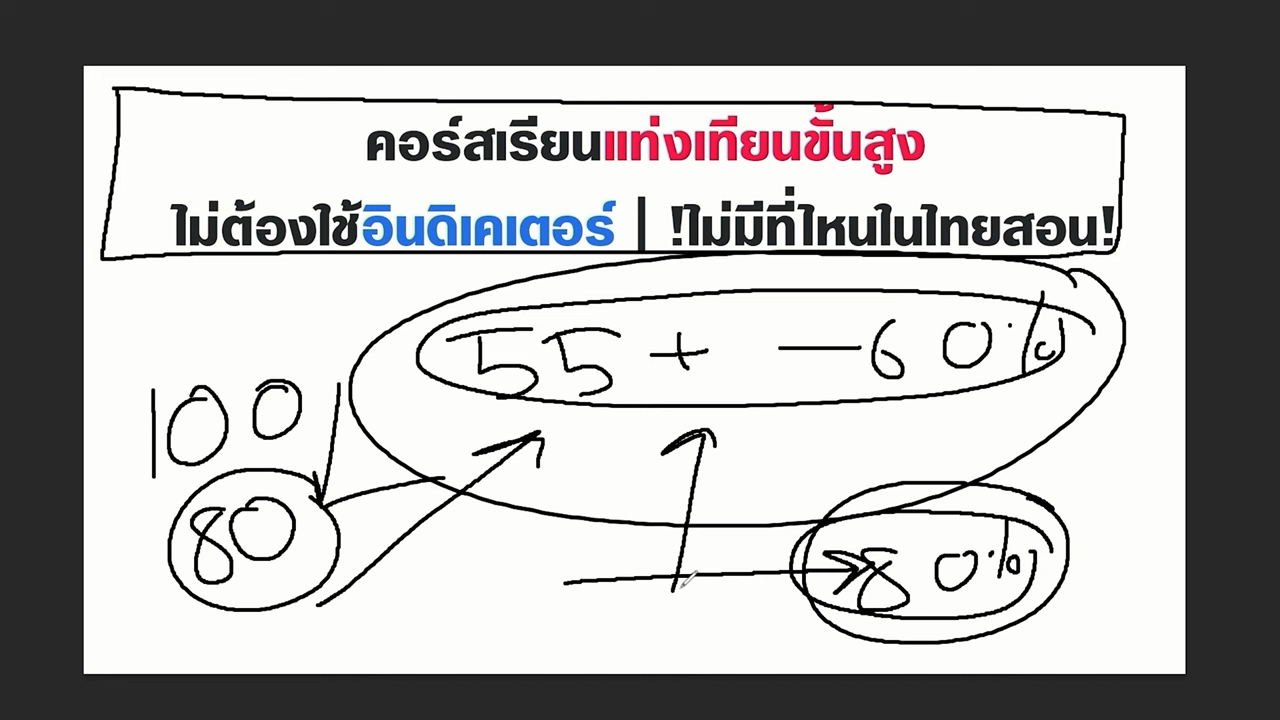 คอร์สเรียนแท่งเทียนขั้นสูง
ไม่ต้องใช้อินดิเคเตอร์ | !ไม่มีที่ไหนในไทยสอน!
55 + - 60%
100
80
80%